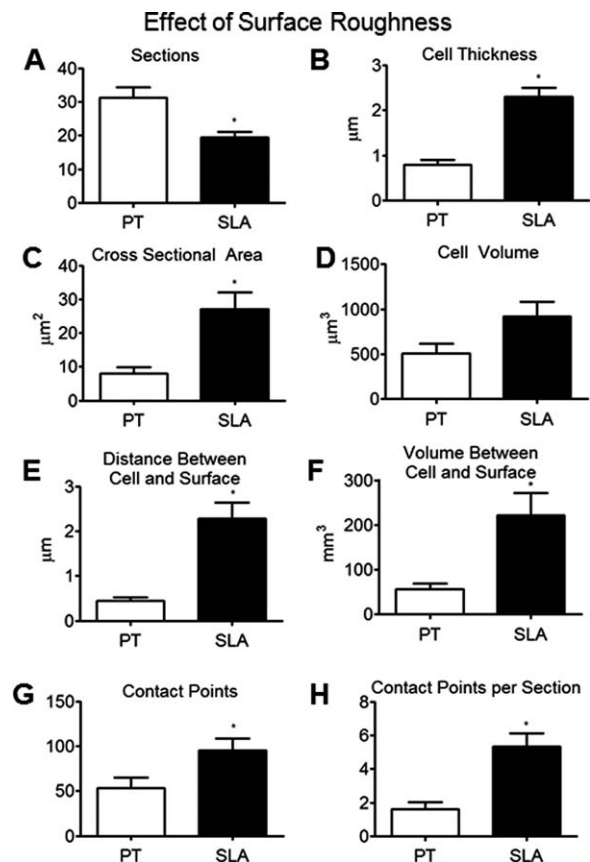 Effect of Surface Roughness
A
Sections
40
30
20
10
0
*
PT
SLA
B
Cell Thickness
μm
3
2
1
0
*
PT
SLA
C
Cross Sectional Area
μm²
40
30
20
10
0
*
PT
SLA
D
Cell Volume
μm³
1500
1000
500
0
PT
SLA
E
Distance Between
Cell and Surface
μm
3
2
1
0
*
PT
SLA
F
Volume Between
Cell and Surface
mm³
300
200
100
0
*
PT
SLA
G
Contact Points
150
100
50
0
*
PT
SLA
H
Contact Points per Section
8
6
4
2
0
*
PT
SLA